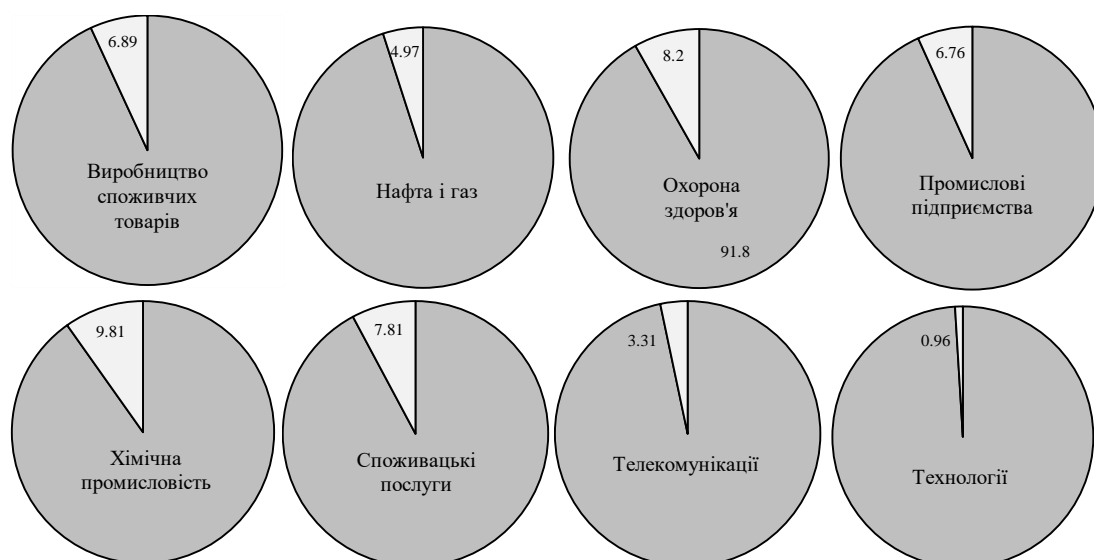 6.89
Виробництво
споживчих
товарів
4.97
Нафта і газ
8.2
Охорона
здоров'я
91.8
6.76
Промислові
підприємства
9.81
Хімічна
промисловість
7.81
Споживацькі
послуги
3.31
Телекомунікації
0.96
Технології